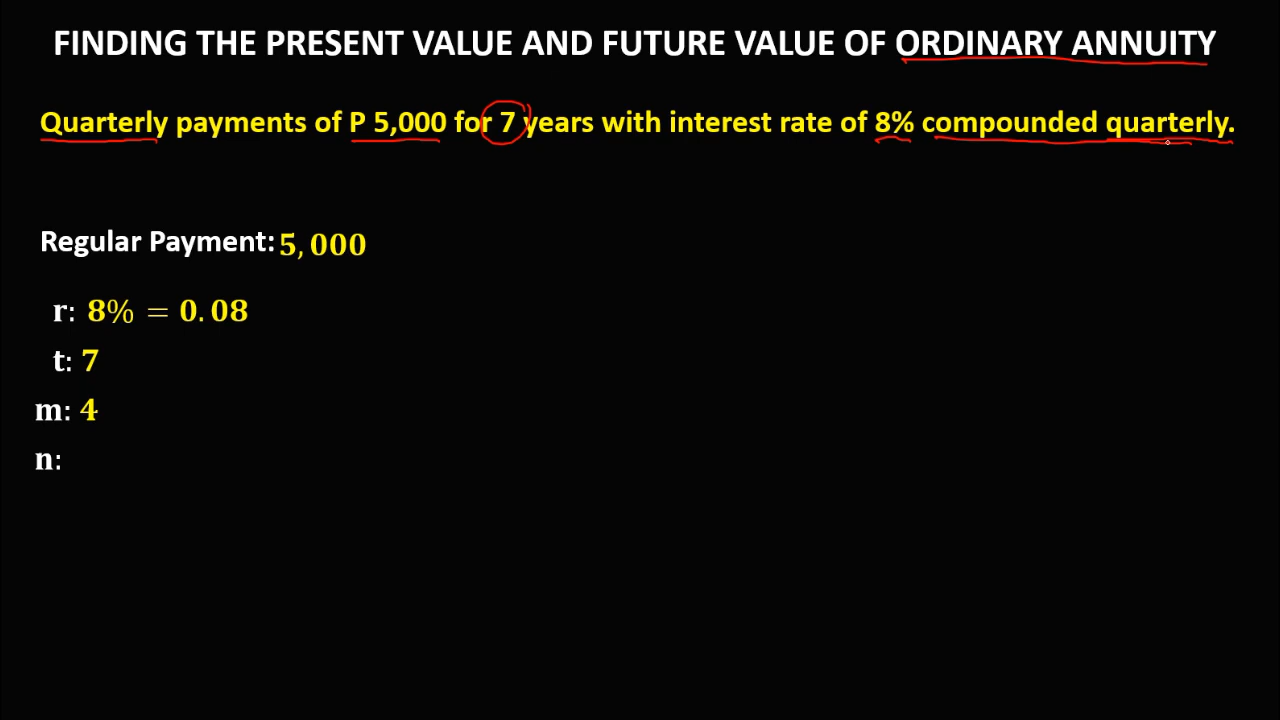 FINDING THE PRESENT VALUE AND FUTURE VALUE OF ORDINARY ANNUITY
Quarterly payments of P 5,000 for 7 years with interest rate of 8% compounded quarterly.
Regular Payment: 5,000
r: 8% = 0.08
t: 7
m: 4
n: